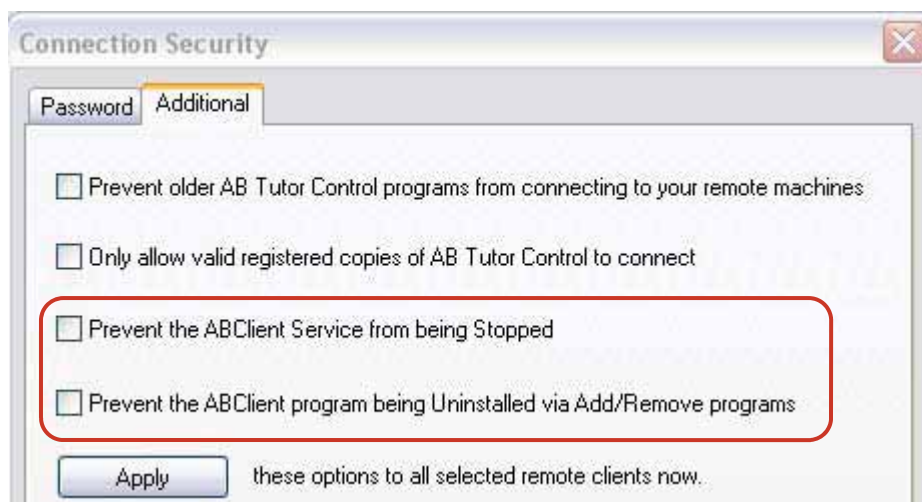 Connection Security
Password Additional
Prevent older AB Tutor Control programs from connecting to your remote machines
Only allow valid registered copies of AB Tutor Control to connect
Prevent the ABClient Service from being Stopped
Prevent the ABClient program being Uninstalled via Add/Remove programs
Apply these options to all selected remote clients now.